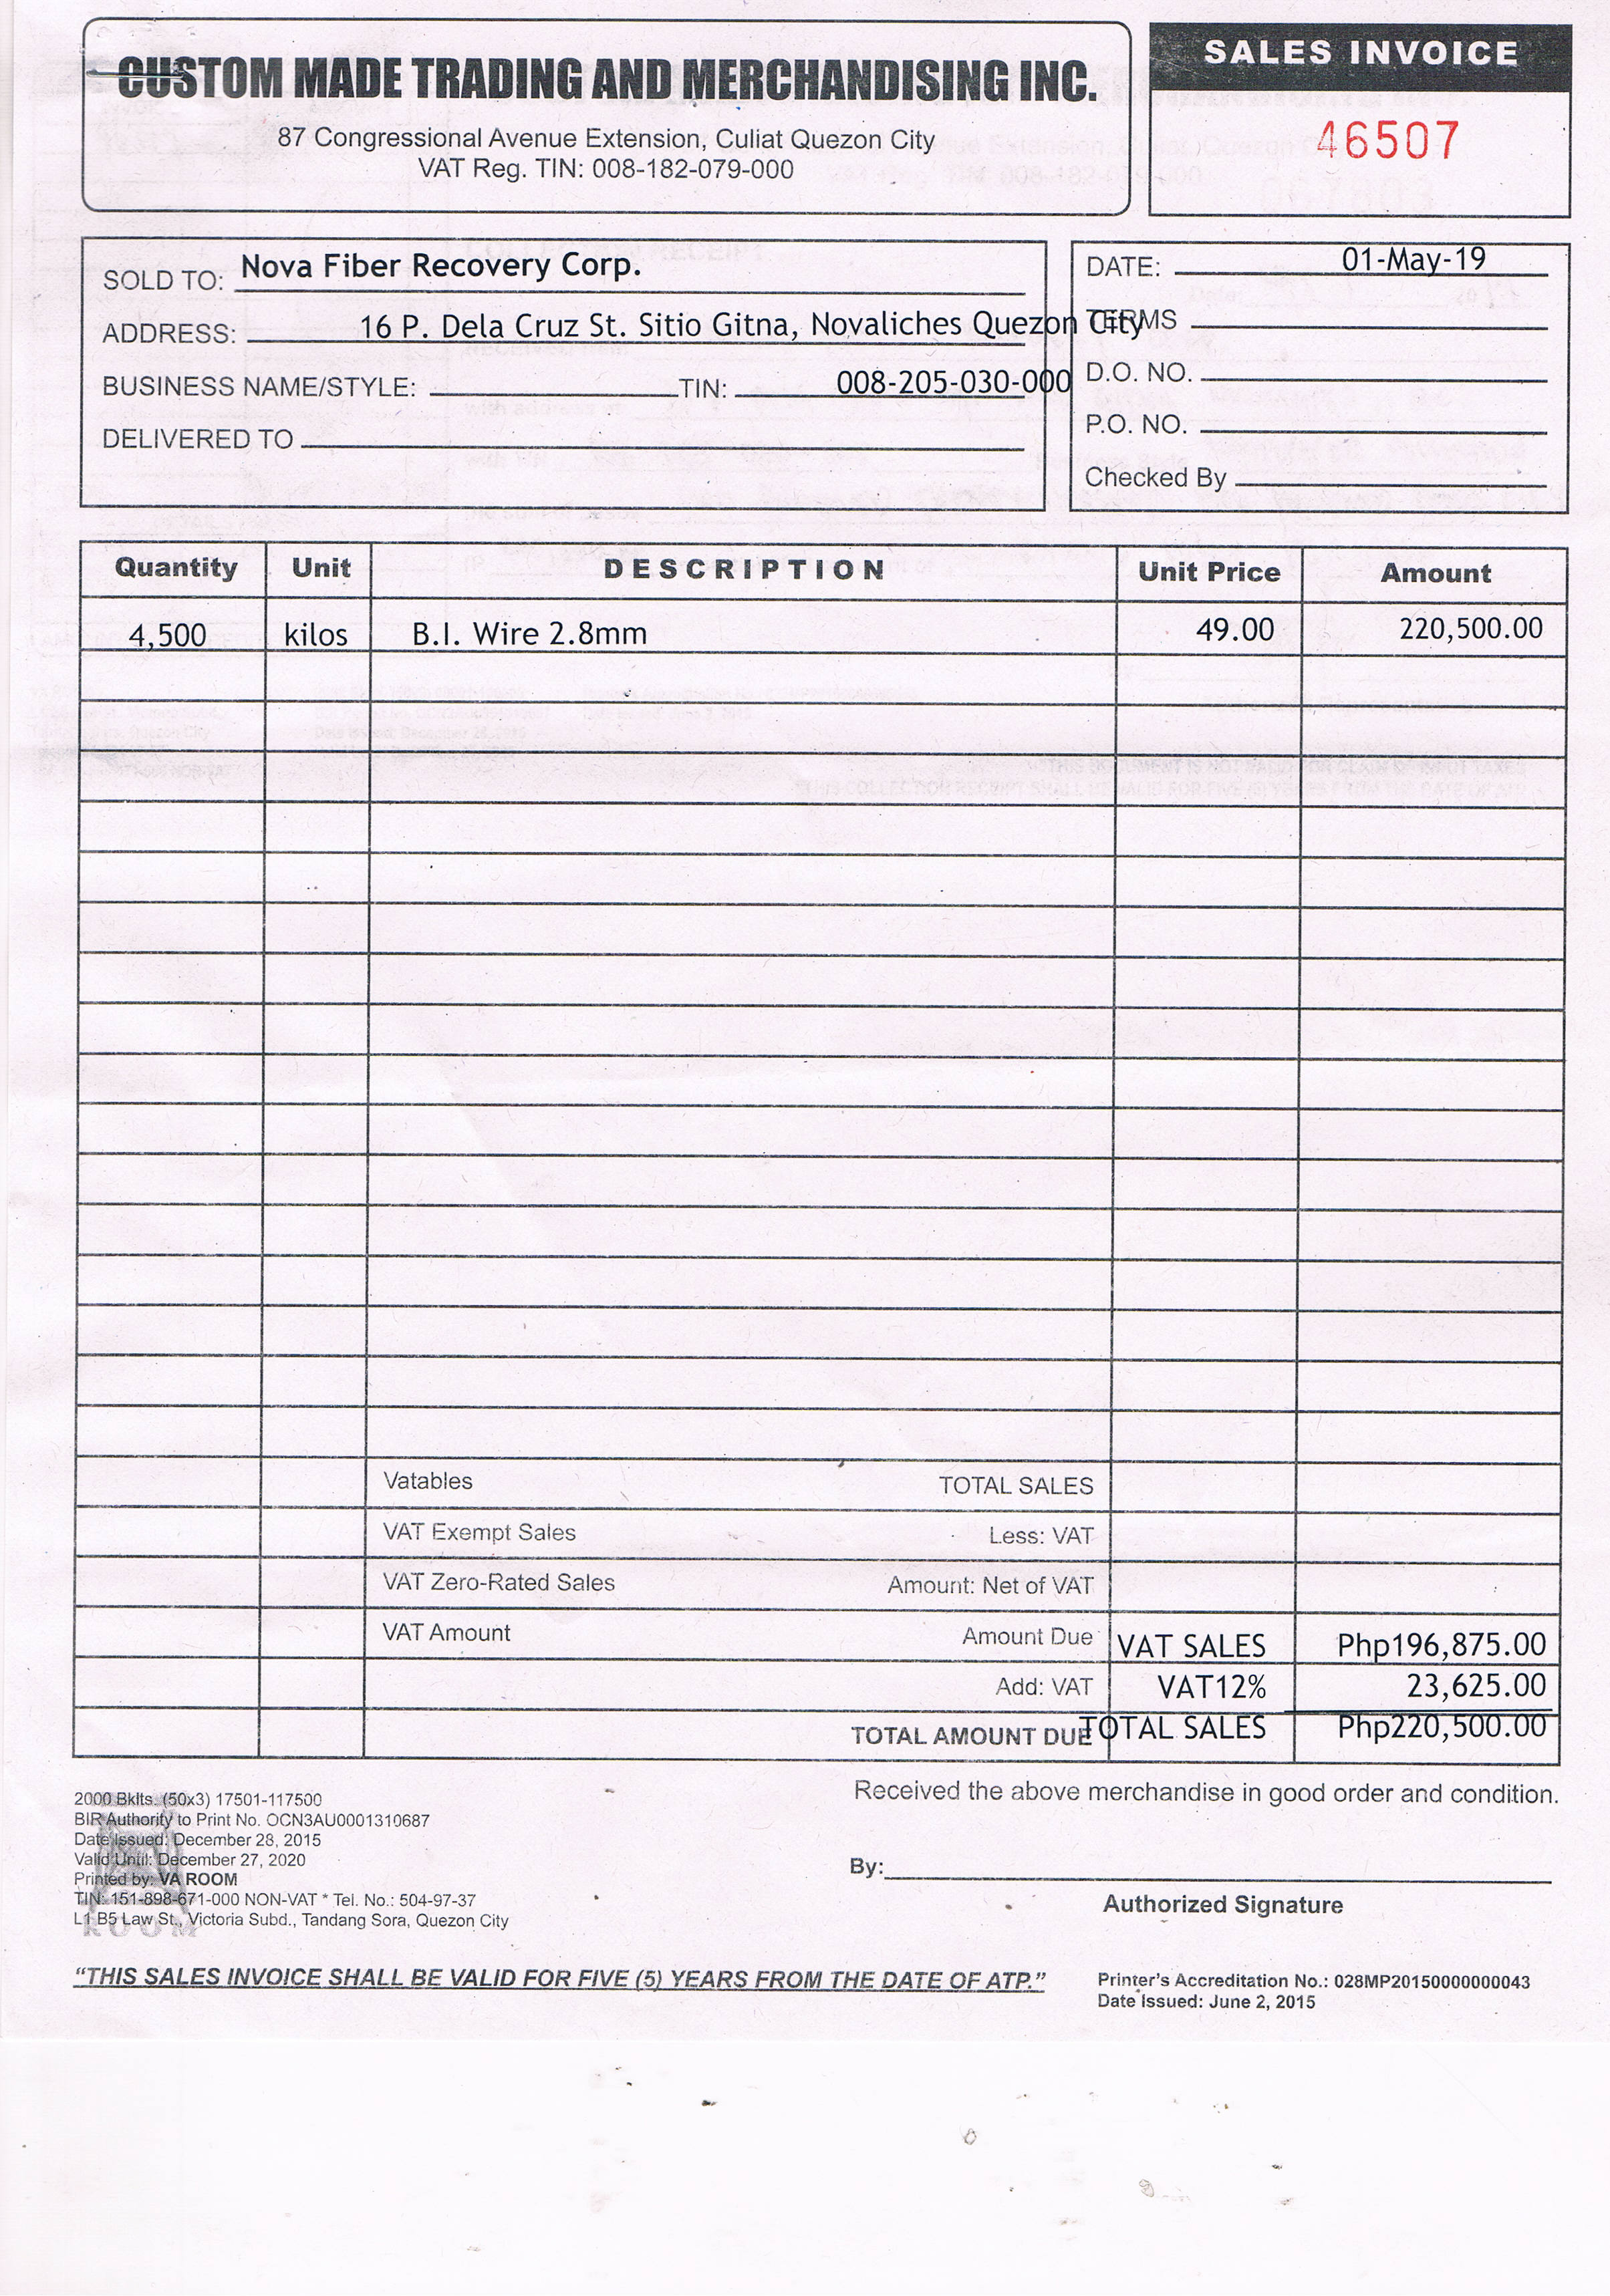 CUSTOM MADE TRADING AND MERCHANDISING INC.
87 Congressional Avenue Extension, Culiat Quezon City
VAT Reg. TIN: 008-182-079-000
SALES INVOICE
46507
SOLD TO: Nova Fiber Recovery Corp.
ADDRESS: 16 P. Dela Cruz St. Sitio Gitna, Novaliches Quezon City
BUSINESS NAME/STYLE: TIN: 008-205-030-000
DELIVERED TO
DATE: 01-May-19
TERMS
D.O. NO.
P.O. NO.
Checked By
Quantity Unit DESCRIPTION Unit Price Amount
4,500 kilos B.I. Wire 2.8mm 49.00 220,500.00
Vatables TOTAL SALES
VAT Exempt Sales Less: VAT
VAT Zero-Rated Sales Amount: Net of VAT
VAT Amount Amount Due VAT SALES Php196,875.00
Add: VAT VAT12% 23,625.00
TOTAL AMOUNT DUE TOTAL SALES Php220,500.00
2000 Bklts. (50x3) 17501-117500
BIR Authority to Print No. OCN3AU0001310687
Date Issued: December 28, 2015
Valid Until: December 27, 2020
Printed by: VA ROOM
TIN: 151-898-671-000 NON-VAT * Tel. No.: 504-97-37
L1 B5 Law St., Victoria Subd., Tandang Sora, Quezon City
Received the above merchandise in good order and condition.
By:
Authorized Signature
“THIS SALES INVOICE SHALL BE VALID FOR FIVE (5) YEARS FROM THE DATE OF ATP.”
Printer's Accreditation No.: 028MP20150000000043
Date Issued: June 2, 2015